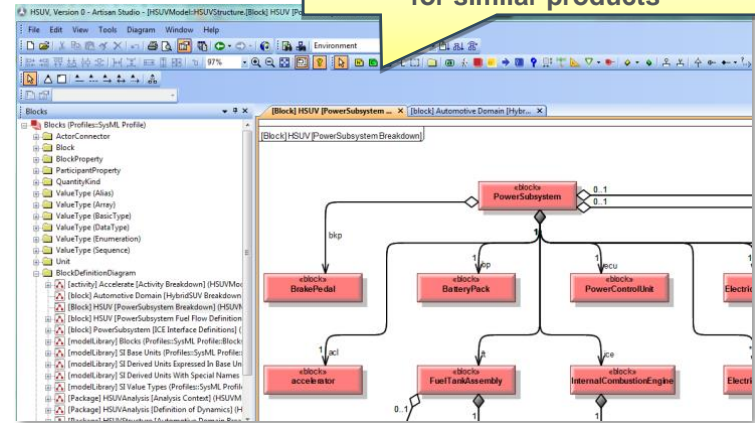 for similar products
HSUV, Version 0 - Artisan Studio - [HSUVModel::HSUVStructure.[Block] HSUV [Po
File Edit View Tools Diagram Window Help
Environment
97%
Blocks
[Block] HSUV [PowerSubsystem ... X [block] Automotive Domain [Hybr... X
[Block] HSUV [PowerSubsystem Breakdown]
Blocks (Profiles::SysML Profile)
ActorConnector
Block
BlockProperty
ParticipantProperty
QuantityKind
ValueType (Alias)
ValueType (Array)
ValueType (BasicType)
ValueType (DataType)
ValueType (Enumeration)
ValueType (Sequence)
Unit
BlockDefinitionDiagram
[activity] Accelerate [Activity Breakdown] (HSUVMod
[block] Automotive Domain [HybridSUV Breakdown
[Block] HSUV [PowerSubsystem Breakdown] (HSUVM
[block] HSUV [PowerSubsystem Fuel Flow Definition
[block] PowerSubsystem [ICE Interface Definitions] (
[modelLibrary] Blocks (Profiles::SysML Profile::Block
[modelLibrary] SI Base Units (Profiles::SysML Profile:
[modelLibrary] SI Derived Units Expressed In Base Un
[modelLibrary] SI Derived Units With Special Names
[modelLibrary] SI Value Types (Profiles::SysML Profil
[Package] HSUVAnalysis [Analysis Context] (HSUVM
[Package] HSUVAnalysis [Definition of Dynamics] (H
«block»
PowerSubsystem
0..1
0..1
1
bkp
1 bp
1 ecu
1
«block»
BrakePedal
«block»
BatteryPack
«block»
PowerControlUnit
Electric
1 acl
ft
ice
1
«block»
accelerator
«block»
FuelTankAssembly
«block»
InternalCombustionEngine
Electri
0..1
1
1